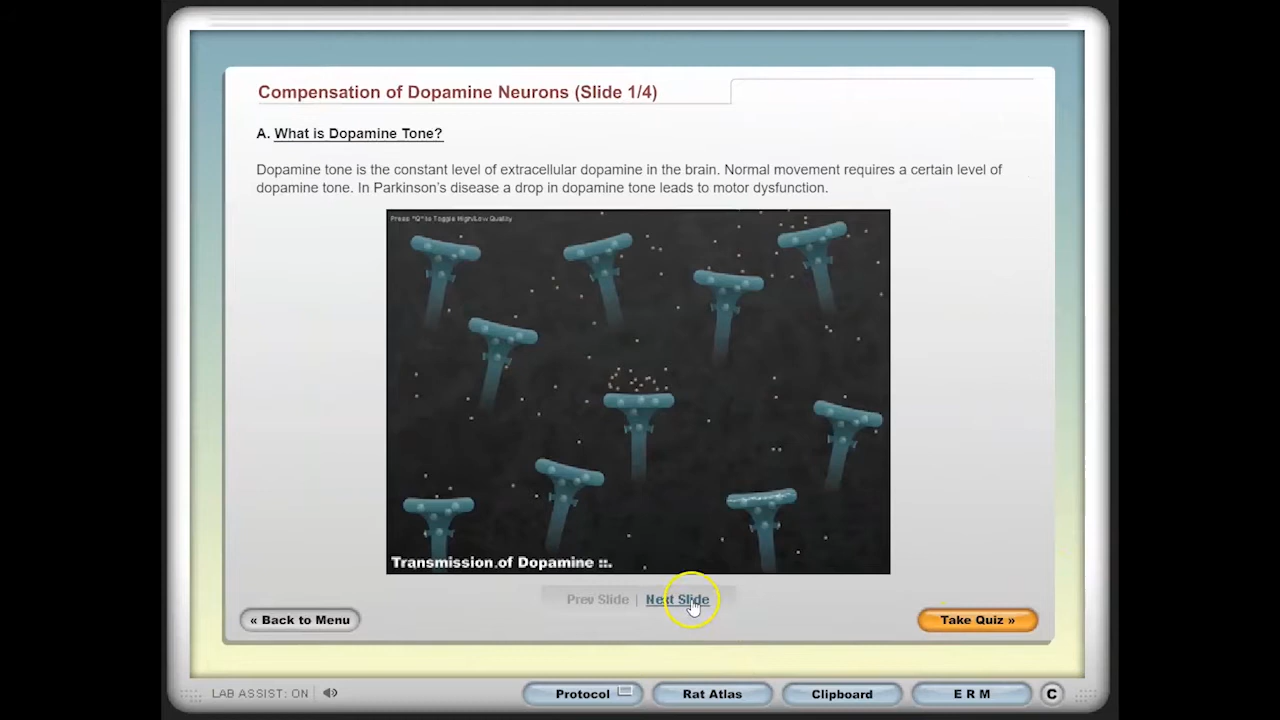 Compensation of Dopamine Neurons (Slide 1/4)
A. What is Dopamine Tone?
Dopamine tone is the constant level of extracellular dopamine in the brain. Normal movement requires a certain level of
dopamine tone. In Parkinson's disease a drop in dopamine tone leads to motor dysfunction.
Press "Q" to Toggle High/Low Quality
Transmission of Dopamine ::.
Prev Slide | Next Slide
« Back to Menu
Take Quiz »
LAB ASSIST: ON
Protocol
Rat Atlas
Clipboard
E R M
C